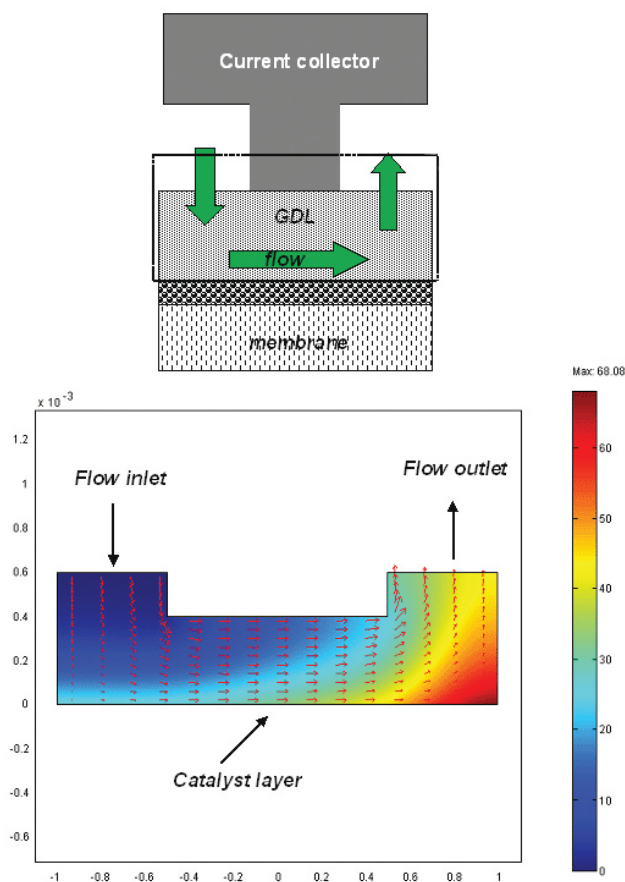 Current collector
GDL
flow
membrane
x 10⁻³
Max: 68.08
1.2
1
0.8
0.6
0.4
0.2
0
-0.2
-0.4
-0.6
Flow inlet
Flow outlet
Catalyst layer
-1 -0.8 -0.6 -0.4 -0.2 0 0.2 0.4 0.6 0.8 1
60
50
40
30
20
10
0